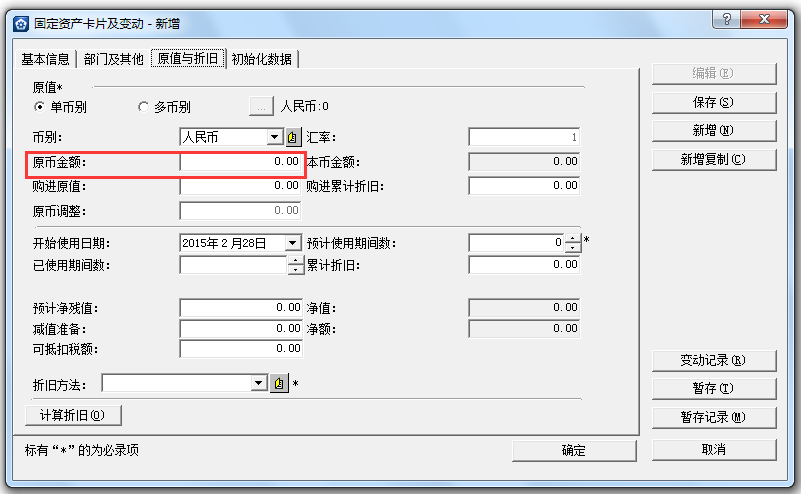 固定资产卡片及变动 - 新增
基本信息 部门及其他 原值与折旧 初始化数据
原值*
单币别 多币别 ... 人民币:0
币别: 人民币 汇率: 1
原币金额: 0.00 本币金额: 0.00
购进原值: 0.00 购进累计折旧: 0.00
原币调整: 0.00
开始使用日期: 2015年 2 月28日 预计使用期间数: 0 *
已使用期间数: 累计折旧: 0.00
预计净残值: 0.00 净值: 0.00
减值准备: 0.00 净额: 0.00
可抵扣税额: 0.00
折旧方法: *
计算折旧(O)
标有“*”的为必录项
确定
编辑(E)
保存(S)
新增(N)
新增复制(C)
变动记录(R)
暂存(T)
暂存记录(M)
取消